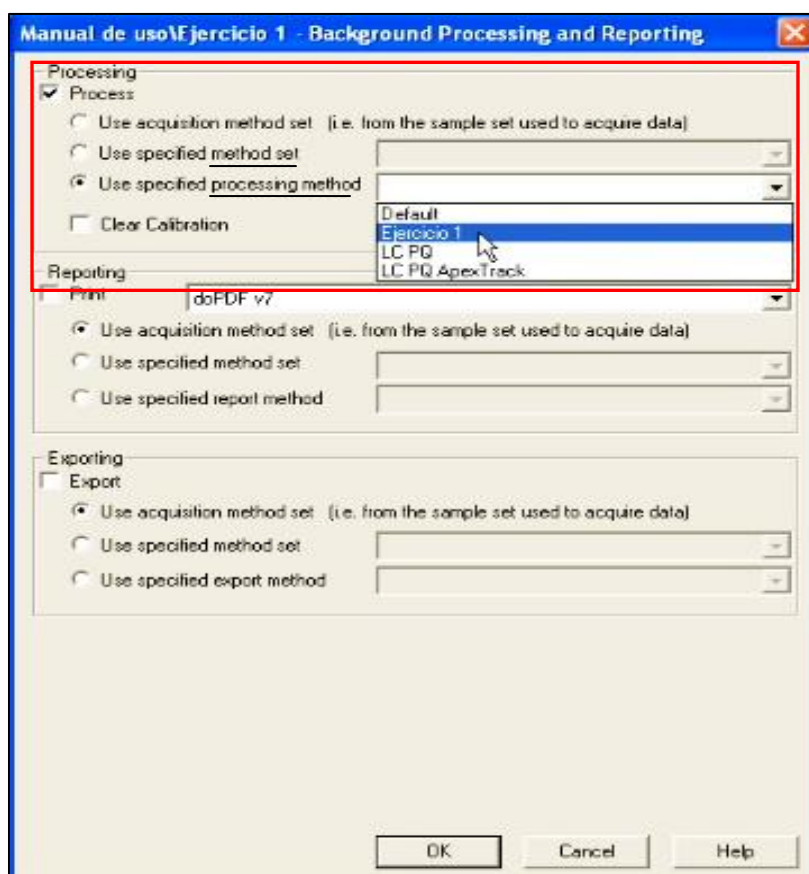 Manual de uso\Ejercicio 1 - Background Processing and Reporting
Processing
Process
Use acquisition method set (i.e. from the sample set used to acquire data)
Use specified method set
Use specified processing method
Default
Clear Calibration
Ejercicio 1
LC PQ
LC PQ ApexTrack
Reporting
Print
doPDF v7
Use acquisition method set (i.e. from the sample set used to acquire data)
Use specified method set
Use specified report method
Exporting
Export
Use acquisition method set (i.e. from the sample set used to acquire data)
Use specified method set
Use specified export method
OK Cancel Help